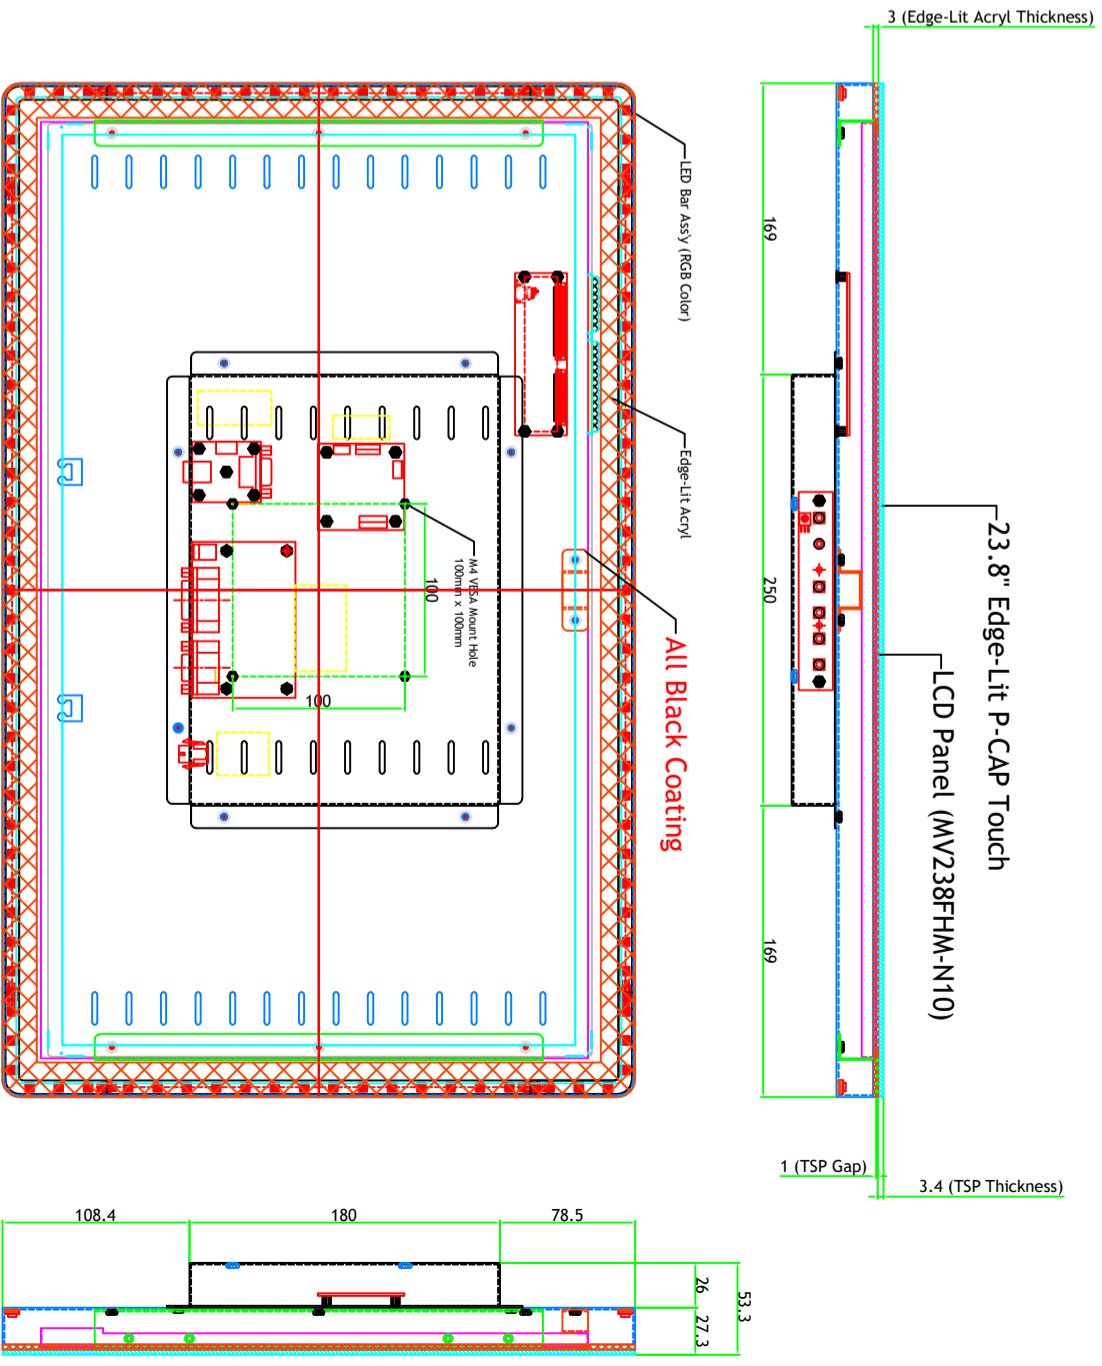 3 (Edge-Lit Acryl Thickness)
LED Bar Ass'y (RGB Color)
Edge-Lit Acryl
M4 VESA Mount Hole
100mm x 100mm
100
100
All Black Coating
169
250
169
23.8" Edge-Lit P-CAP Touch
LCD Panel (MV238FHM-N10)
1 (TSP Gap)
3.4 (TSP Thickness)
108.4
180
78.5
26
27.3
53.3